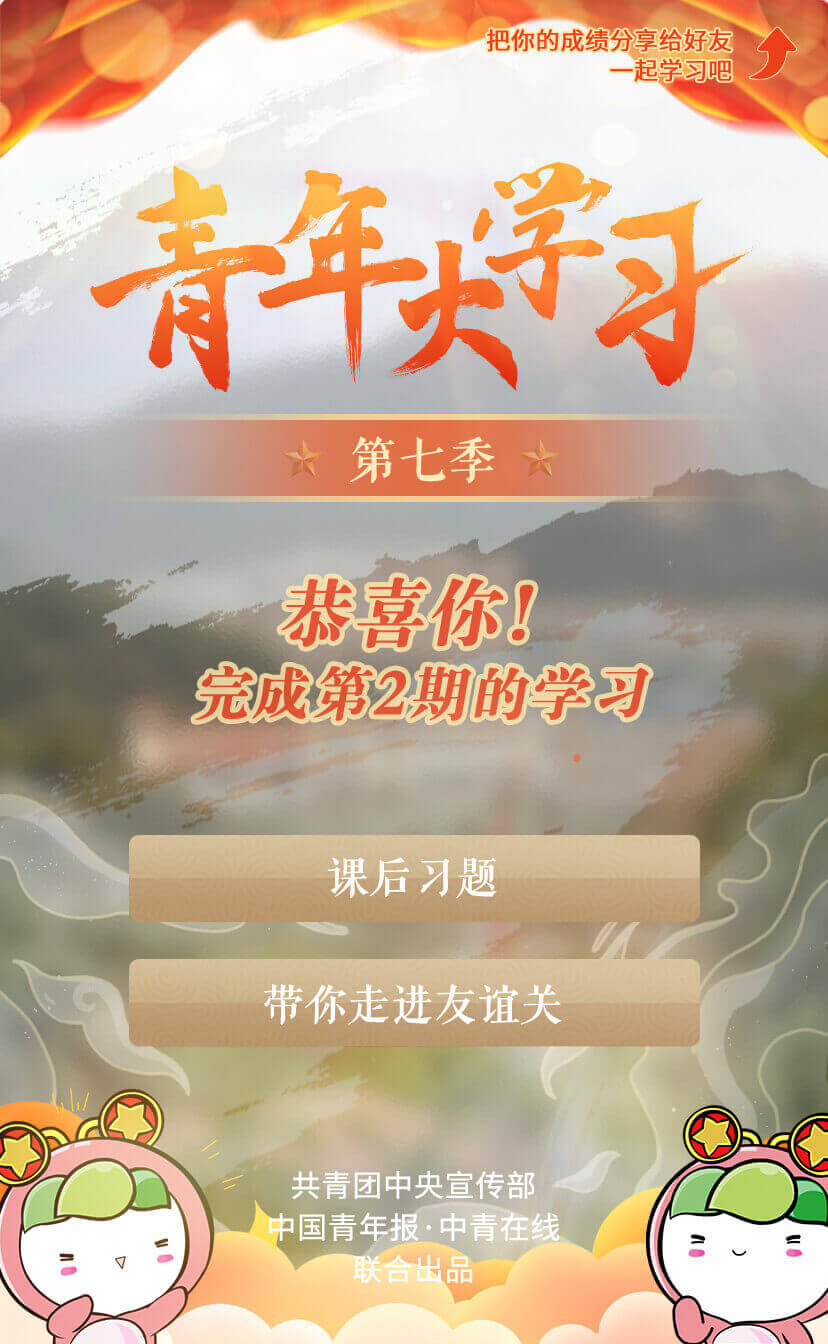 把你的成绩分享给好友
一起学习吧
青年大学习
第七季
恭喜你!
完成第2期的学习
课后习题
带你走进友谊关
共青团中央宣传部
中国青年报·中青在线
联合出品